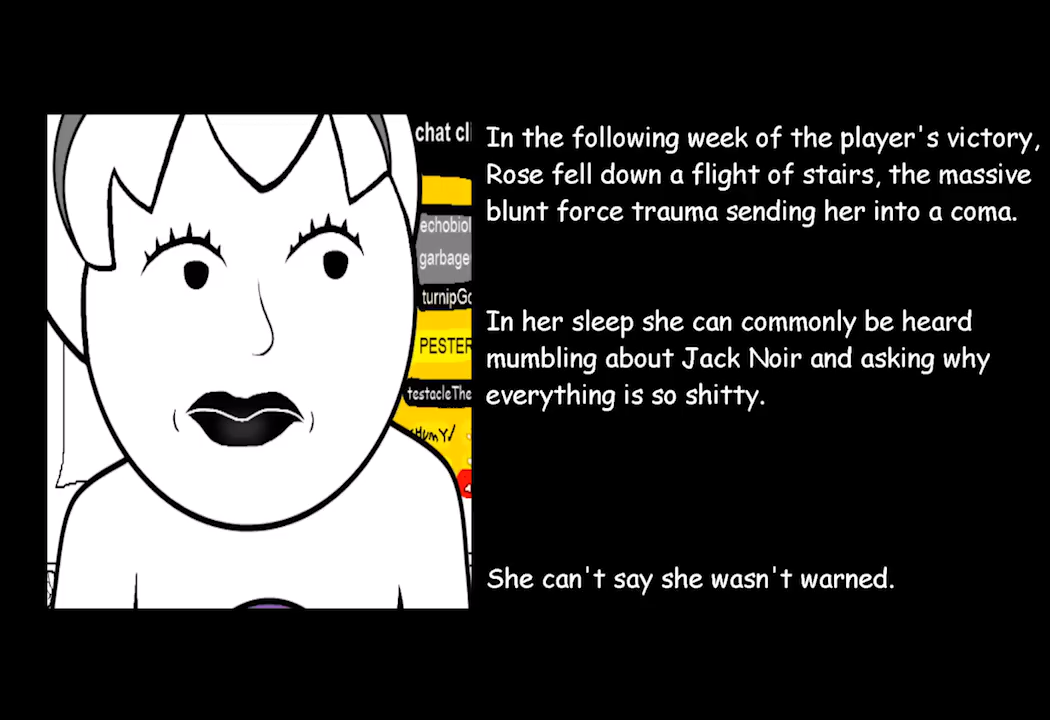 chat cli
echobiol
garbage
turnipGo
PESTER
testacleThe
In the following week of the player's victory,
Rose fell down a flight of stairs, the massive
blunt force trauma sending her into a coma.
In her sleep she can commonly be heard
mumbling about Jack Noir and asking why
everything is so shitty.
She can't say she wasn't warned.